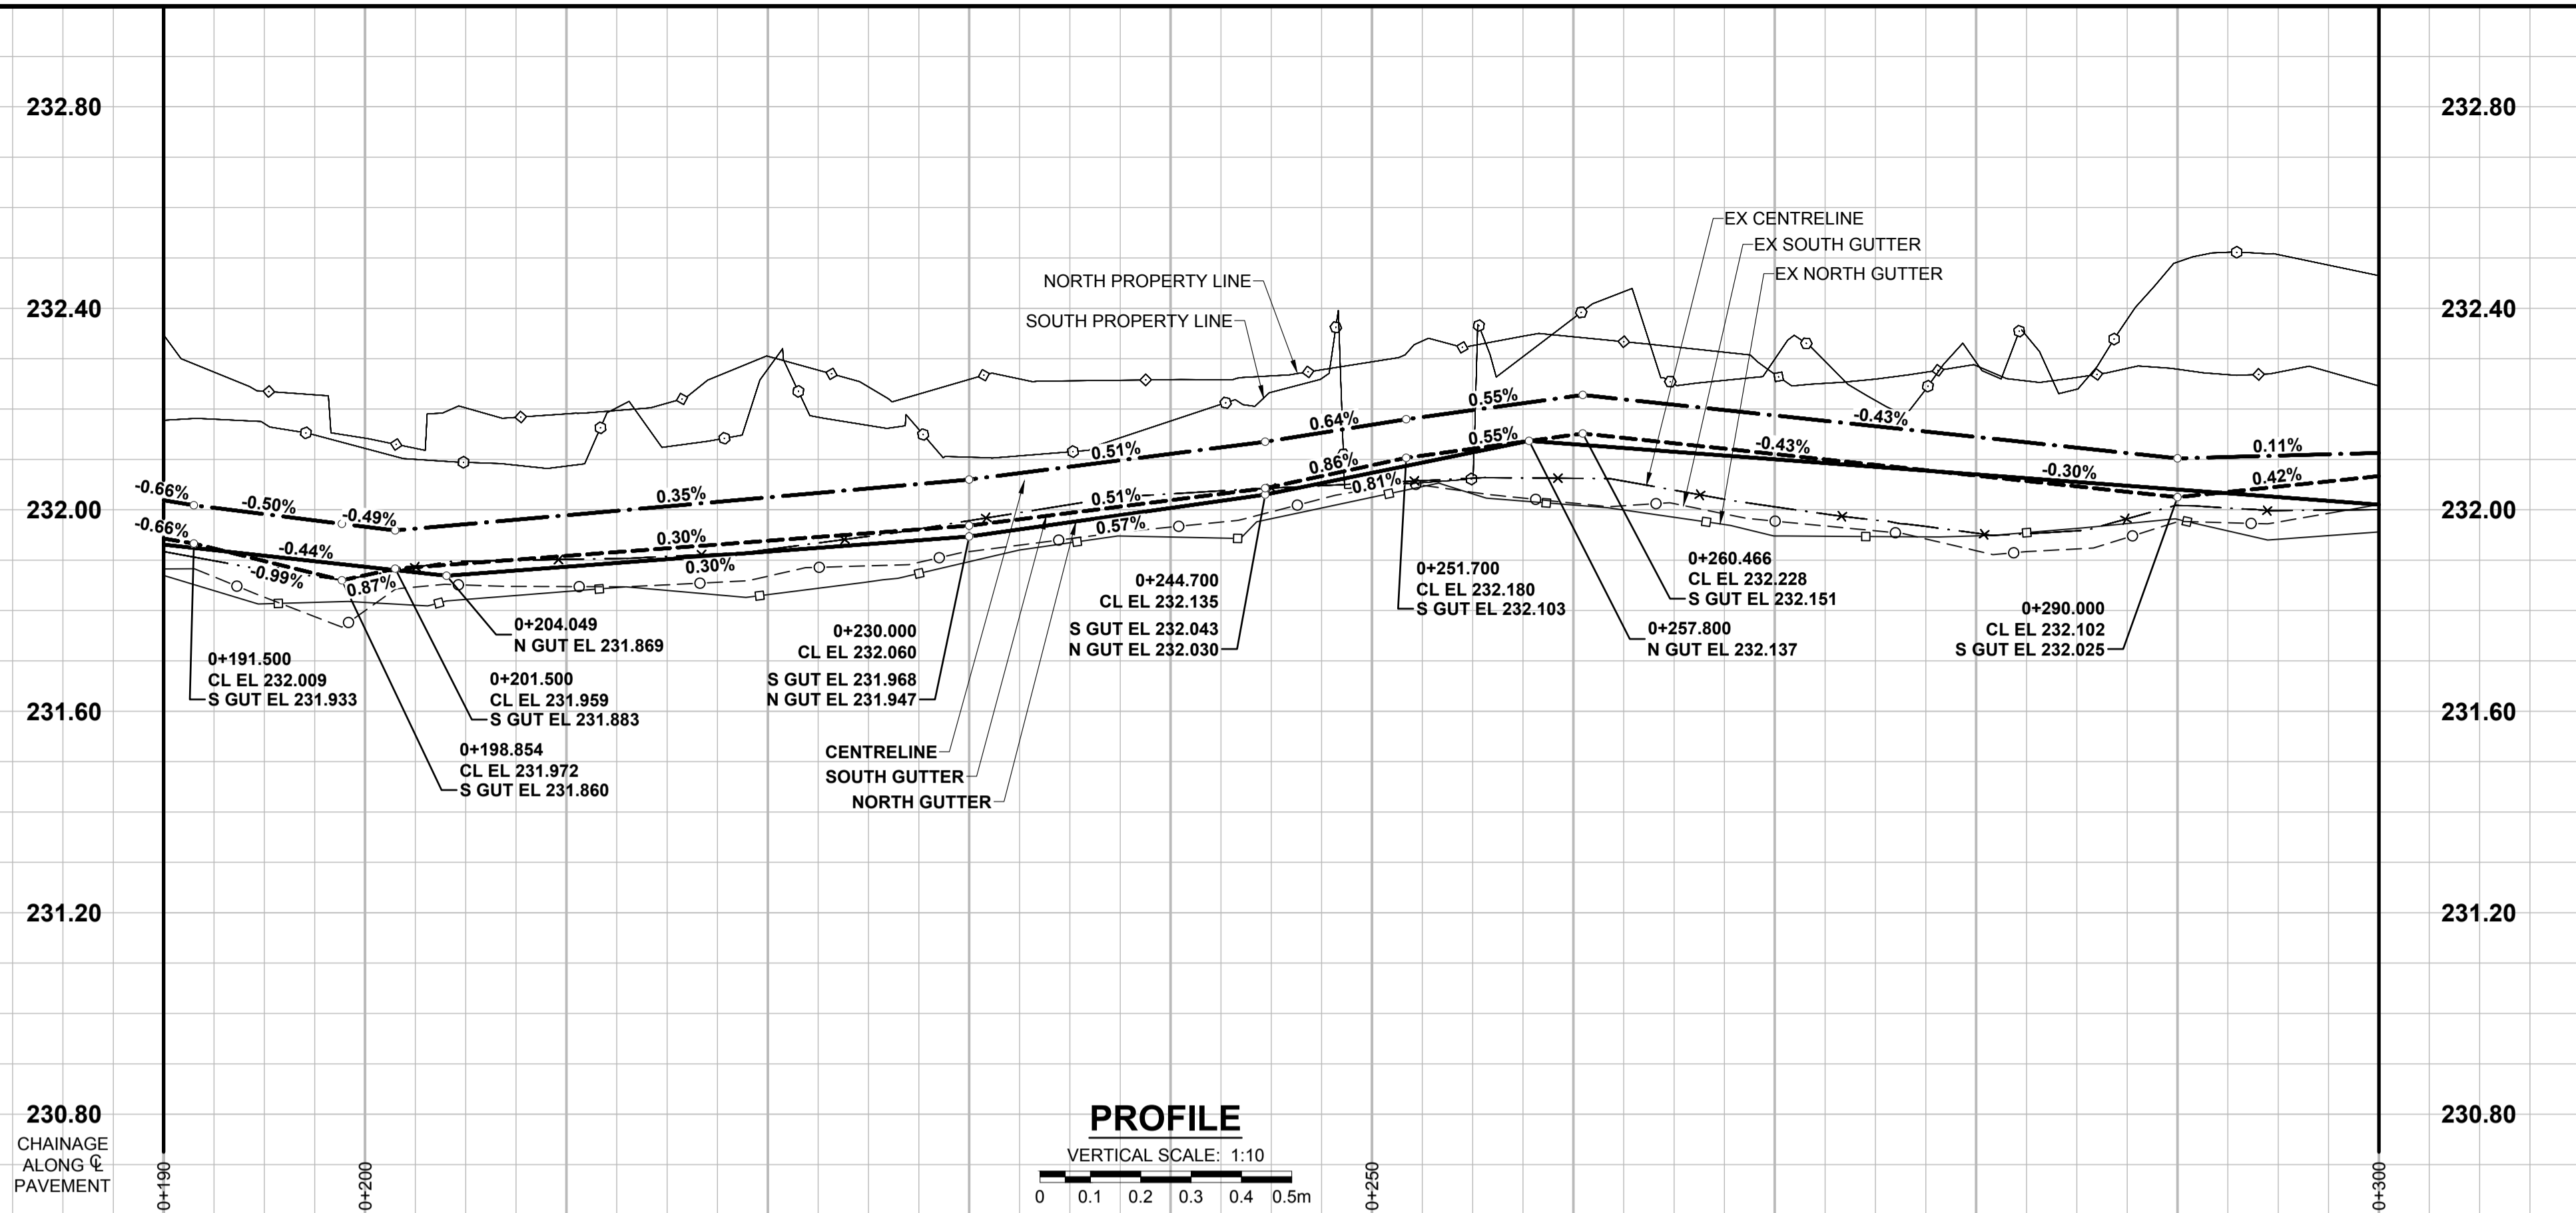 232.80
232.80
EX CENTRELINE
EX SOUTH GUTTER
EX NORTH GUTTER
NORTH PROPERTY LINE
232.40
232.40
SOUTH PROPERTY LINE
0.55%
0.64%
-0.43%
0.51%
0.11%
0.55%
-0.43%
0.86%
-0.30%
0.42%
-0.66%
-0.50%
-0.49%
0.35%
0.51%
0.81%
232.00
232.00
-0.66%
0.57%
0.30%
-0.44%
0.30%
-0.99%
0.87%
0+244.700
CL EL 232.135
S GUT EL 232.043
N GUT EL 232.030
0+251.700
CL EL 232.180
S GUT EL 232.103
0+260.466
CL EL 232.228
S GUT EL 232.151
0+257.800
N GUT EL 232.137
0+290.000
CL EL 232.102
S GUT EL 232.025
0+204.049
N GUT EL 231.869
0+230.000
CL EL 232.060
S GUT EL 231.968
N GUT EL 231.947
0+191.500
CL EL 232.009
S GUT EL 231.933
0+201.500
CL EL 231.959
S GUT EL 231.883
231.60
231.60
0+198.854
CL EL 231.972
S GUT EL 231.860
CENTRELINE
SOUTH GUTTER
NORTH GUTTER
231.20
231.20
230.80
230.80
PROFILE
VERTICAL SCALE: 1:10
0 0.1 0.2 0.3 0.4 0.5m
CHAINAGE
ALONG ℄
PAVEMENT
0+190
0+200
0+250
0+300